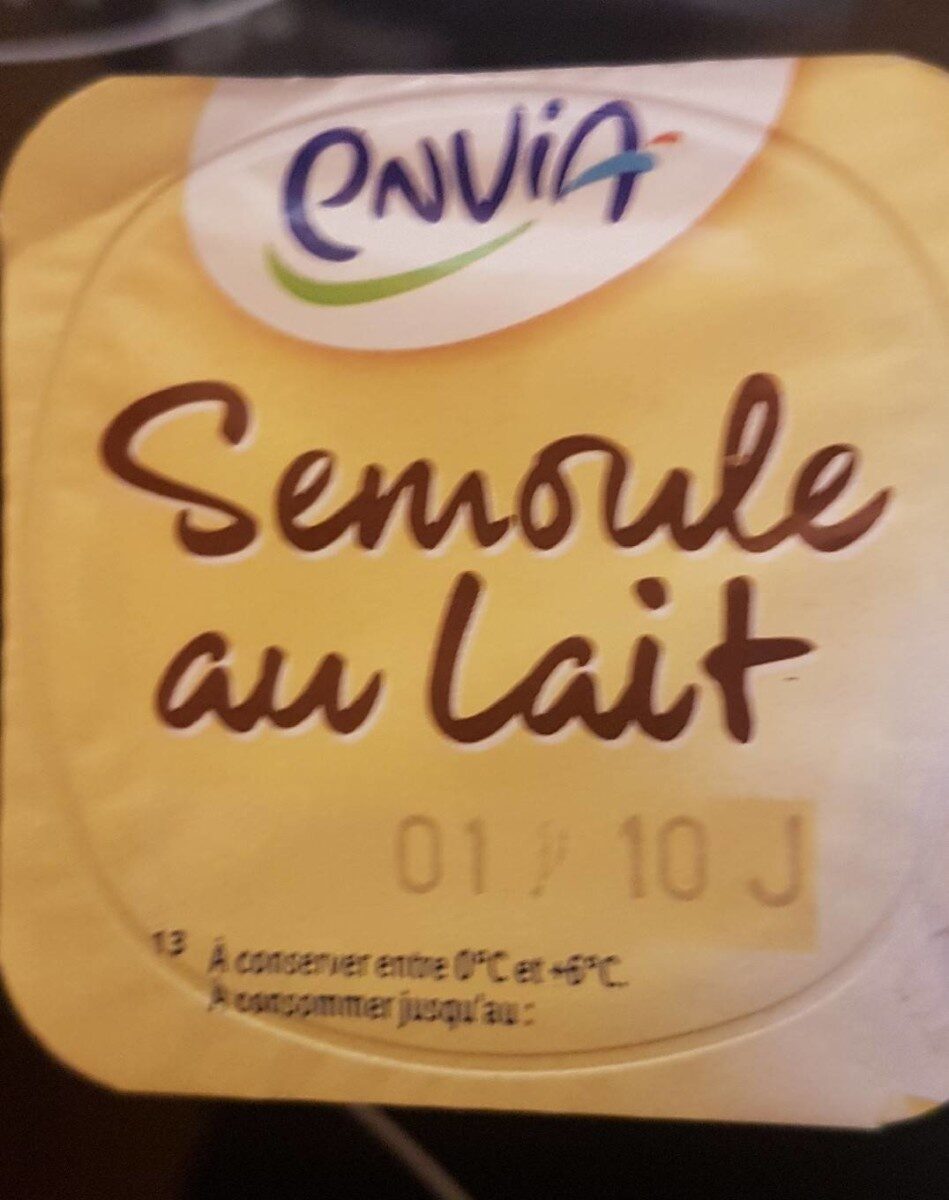 envia
Semoule
au lait
01 / 10 J
13 À conserver entre 0°C et +6°C.
À consommer jusqu'au :